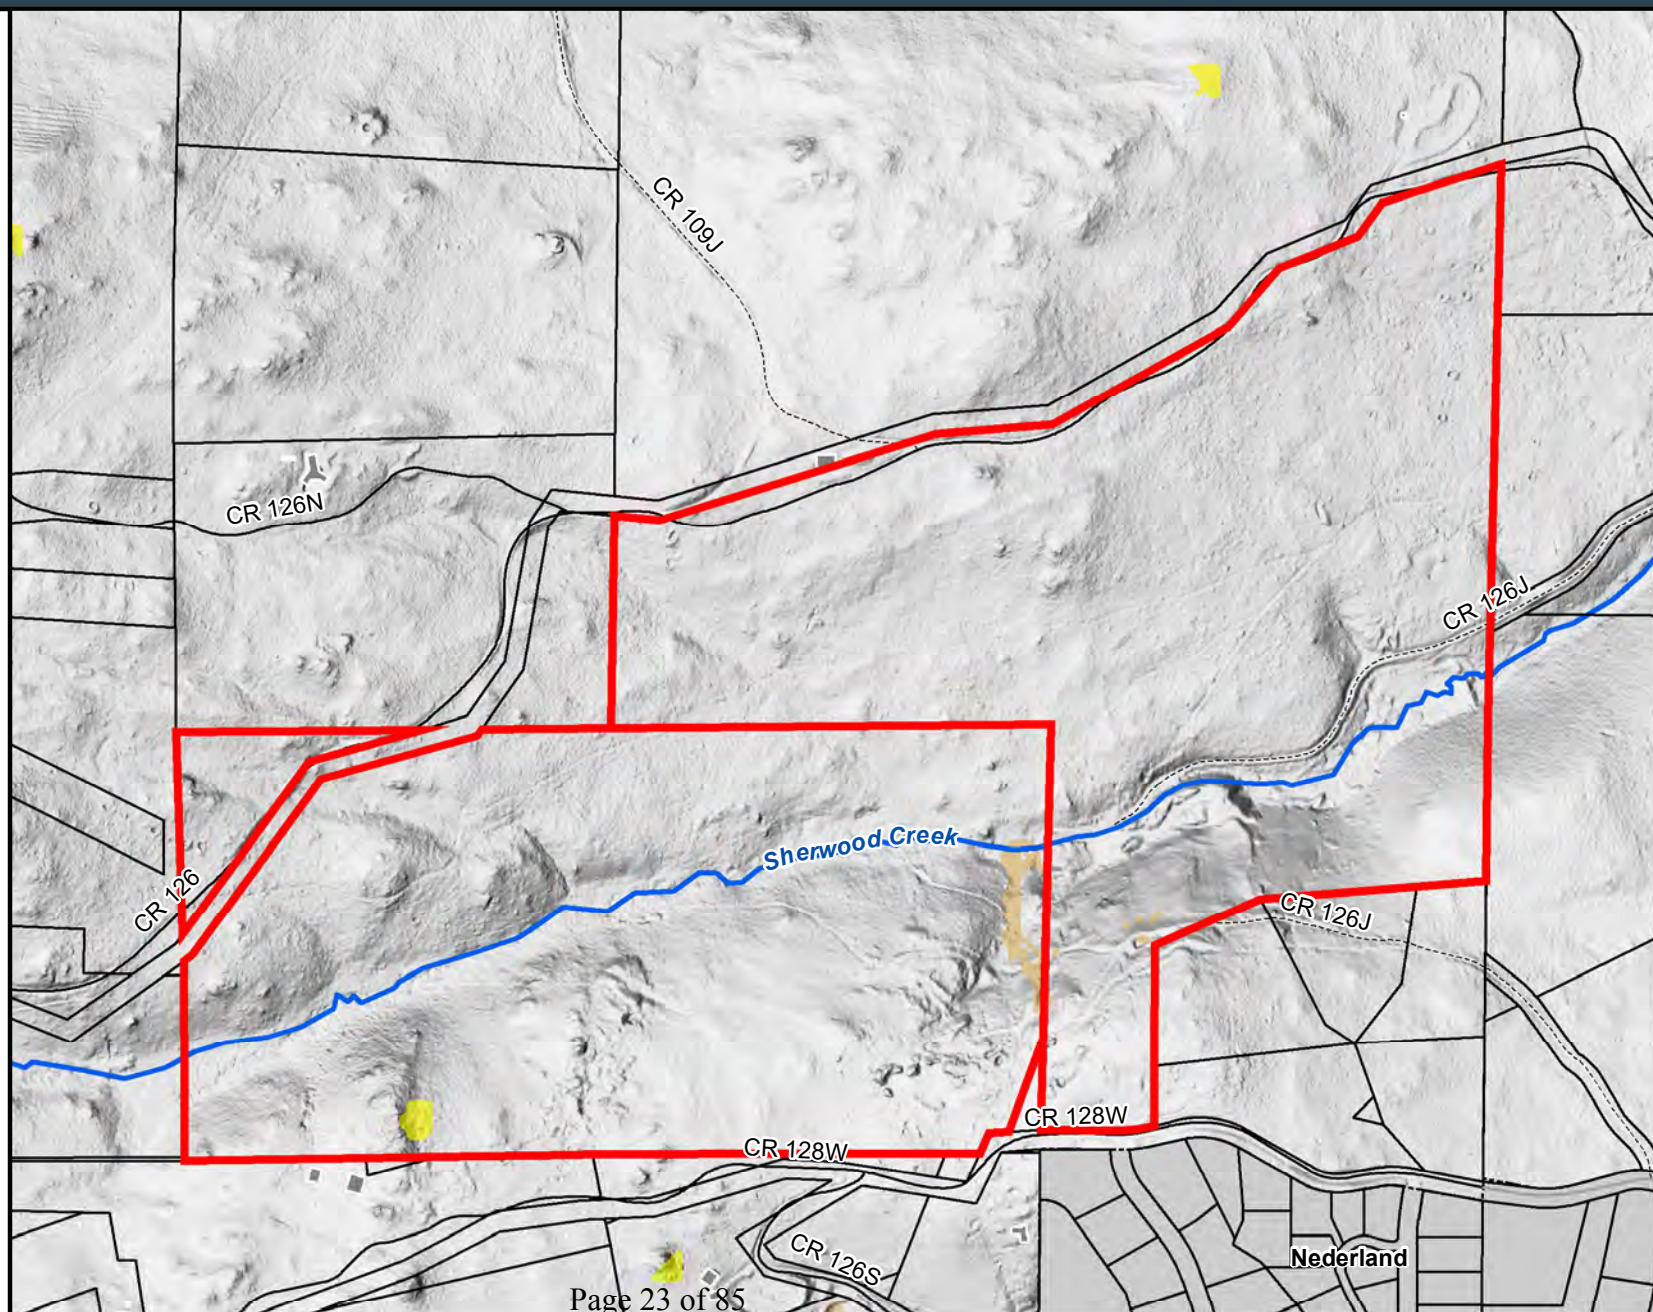 CR 109J
CR 126N
CR 126J
Sherwood Creek
CR 126
CR 126J
CR 128W
CR 128W
CR 126S
Nederland
Page 23 of 85